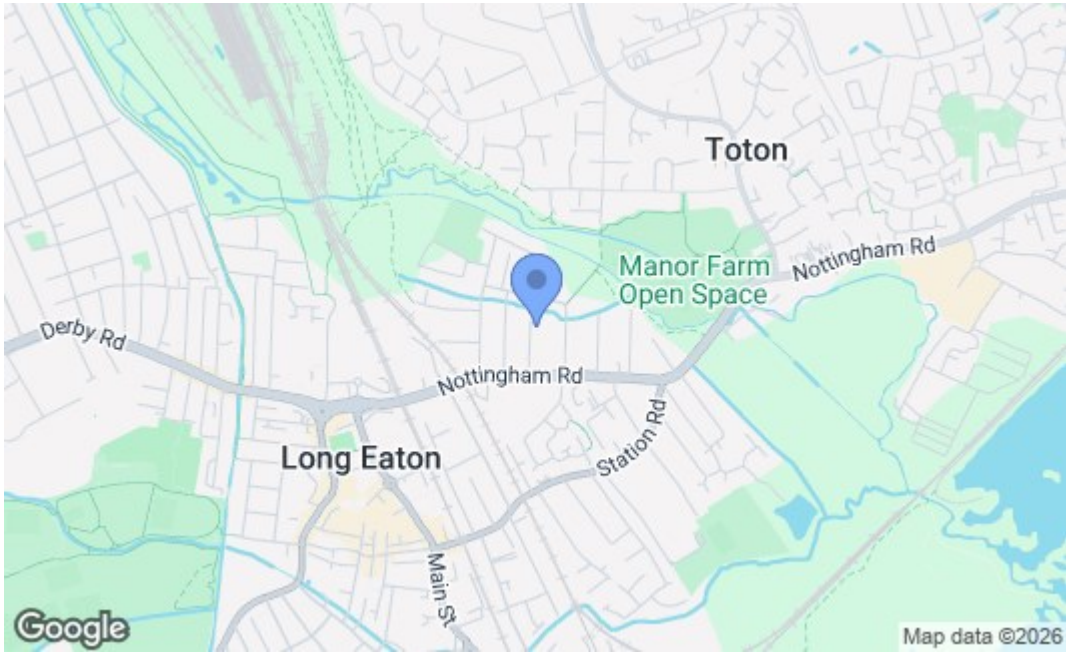 Toton
Manor Farm
Open Space
Nottingham Rd
Derby Rd
Nottingham Rd
Station Rd
Long Eaton
Main St
Google
Map data ©2026